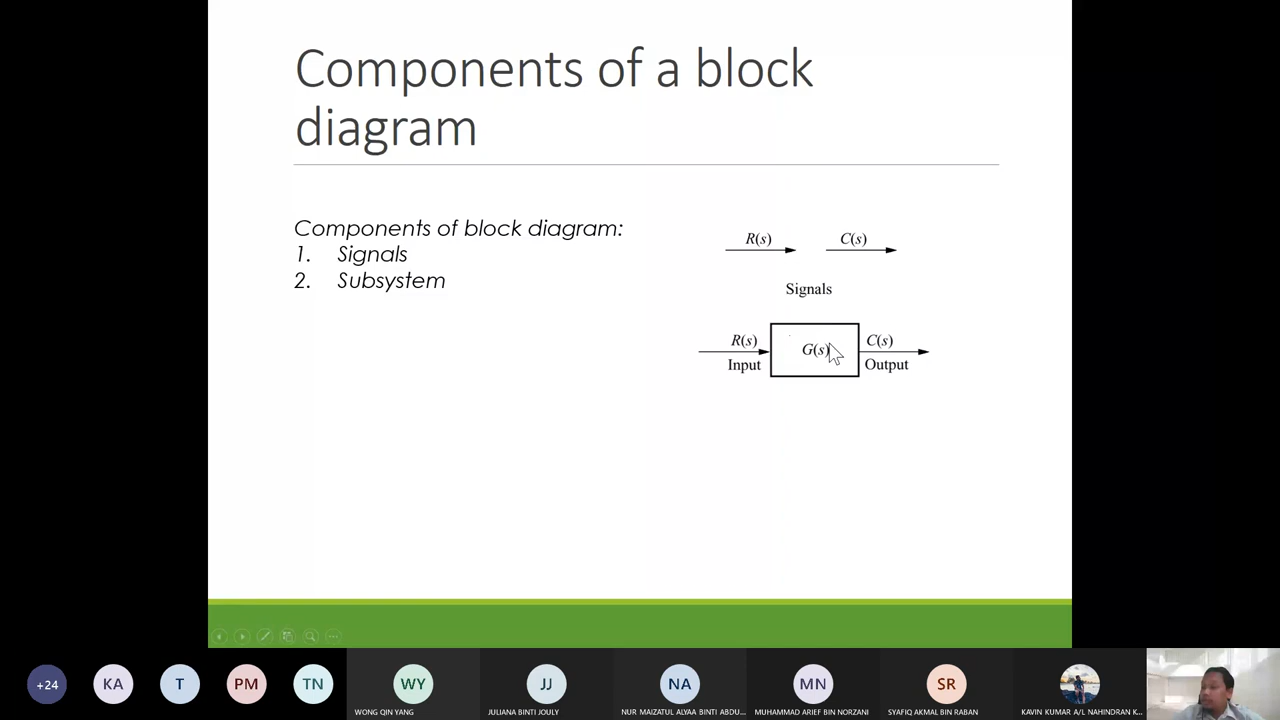 Components of a block
diagram
Components of block diagram:
1. Signals
2. Subsystem
R(s)
C(s)
Signals
R(s)
Input
G(s)
C(s)
Output
+24
KA
T
PM
TN
WY
WONG QIN YANG
JJ
JULIANA BINTI JOULY
NA
NUR MAIZATUL ALYAA BINTI ABDU...
MN
MUHAMMAD ARIEF BIN NORZANI
SR
SYAFIQ AKMAL BIN RABAN
KAVIN KUMAR A/L NAHINDRAN K...